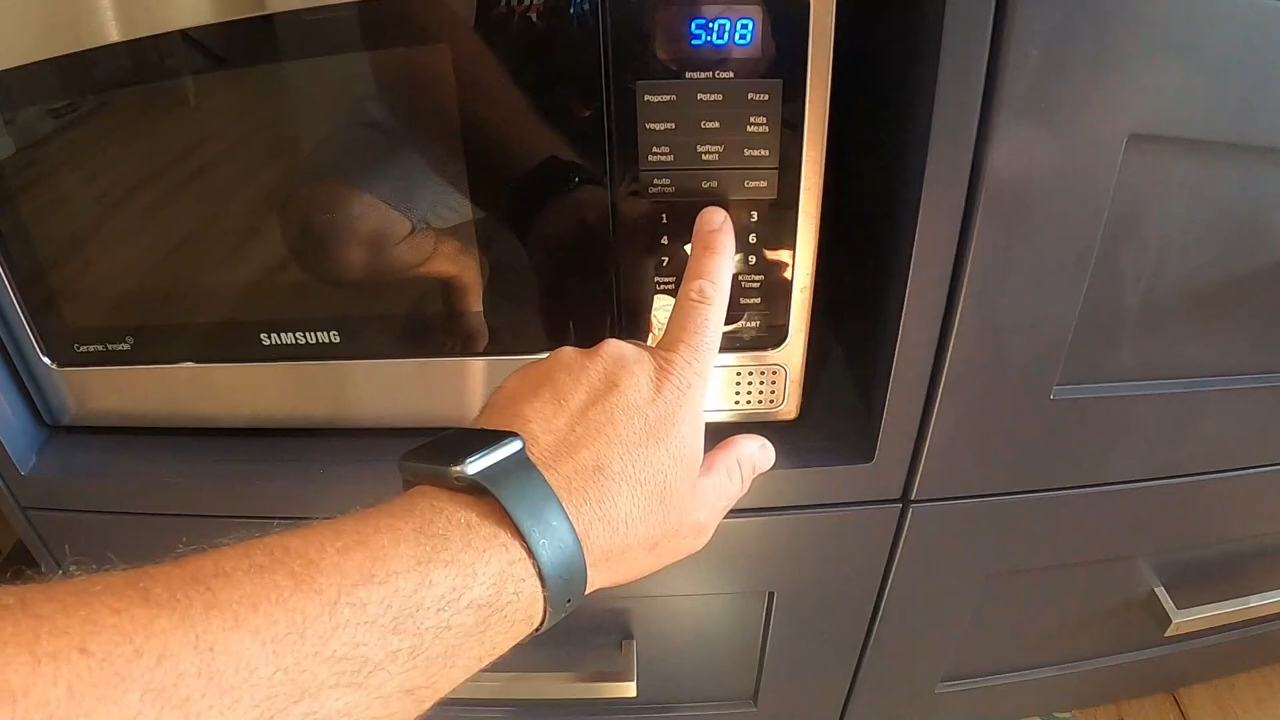 5:08
Instant Cook
Popcorn Potato Pizza
Veggies Cook Kids Meals
Auto Reheat Soften/ Melt Snacks
Auto Defrost Grill Combi
1 3
4 6
7 9
Power Level Kitchen Timer
Sound
START
Ceramic Inside
SAMSUNG